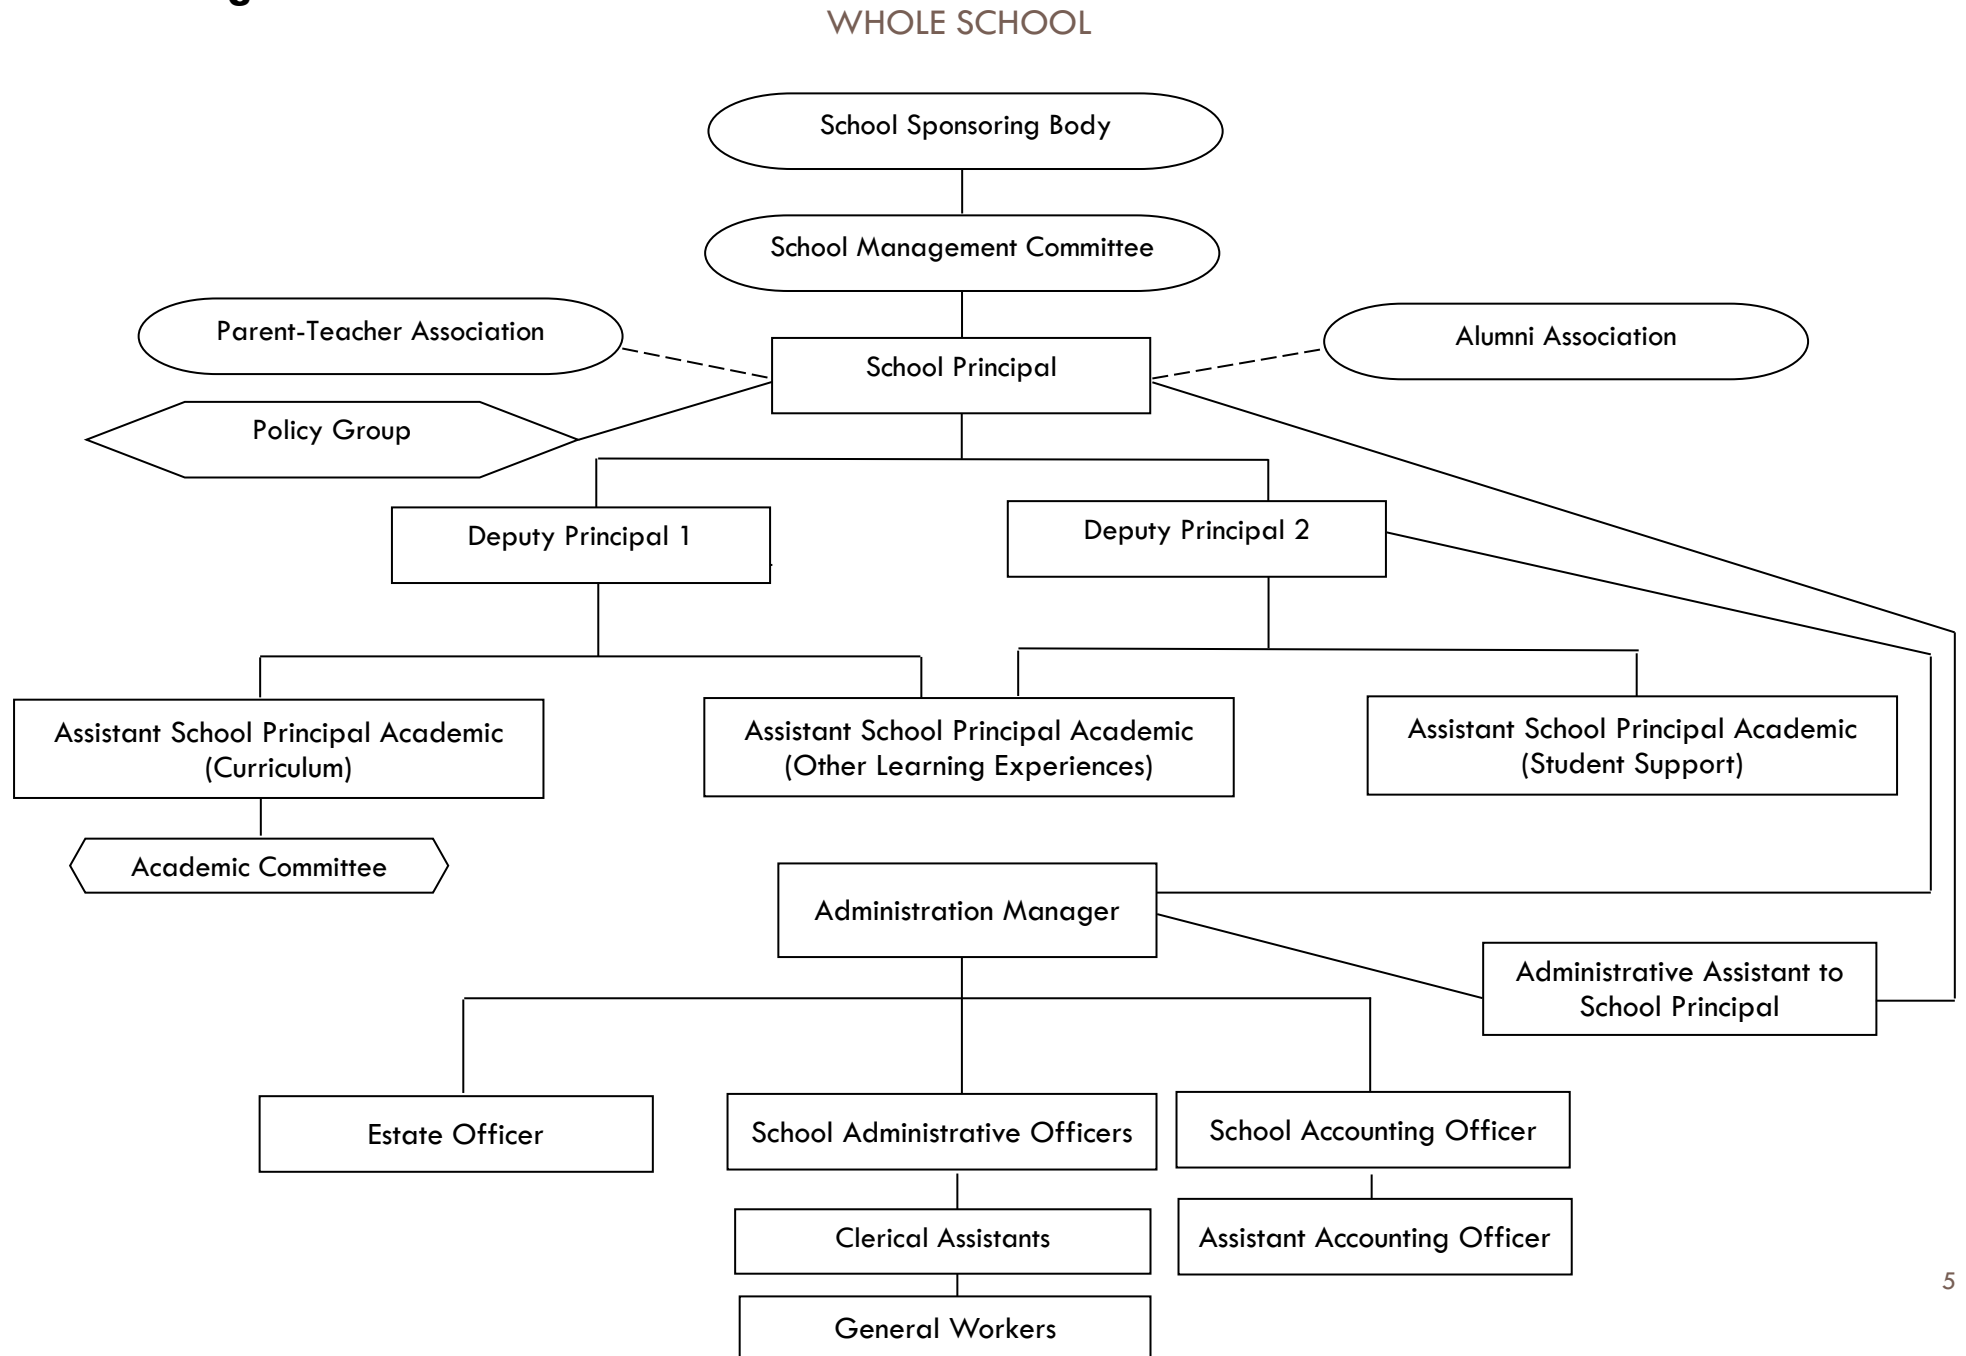 WHOLE SCHOOL
School Sponsoring Body
School Management Committee
Parent-Teacher Association
Alumni Association
School Principal
Policy Group
Deputy Principal 1
Deputy Principal 2
Assistant School Principal Academic
(Curriculum)
Assistant School Principal Academic
(Other Learning Experiences)
Assistant School Principal Academic
(Student Support)
Academic Committee
Administration Manager
Administrative Assistant to
School Principal
Estate Officer
School Administrative Officers
School Accounting Officer
Clerical Assistants
Assistant Accounting Officer
General Workers
5